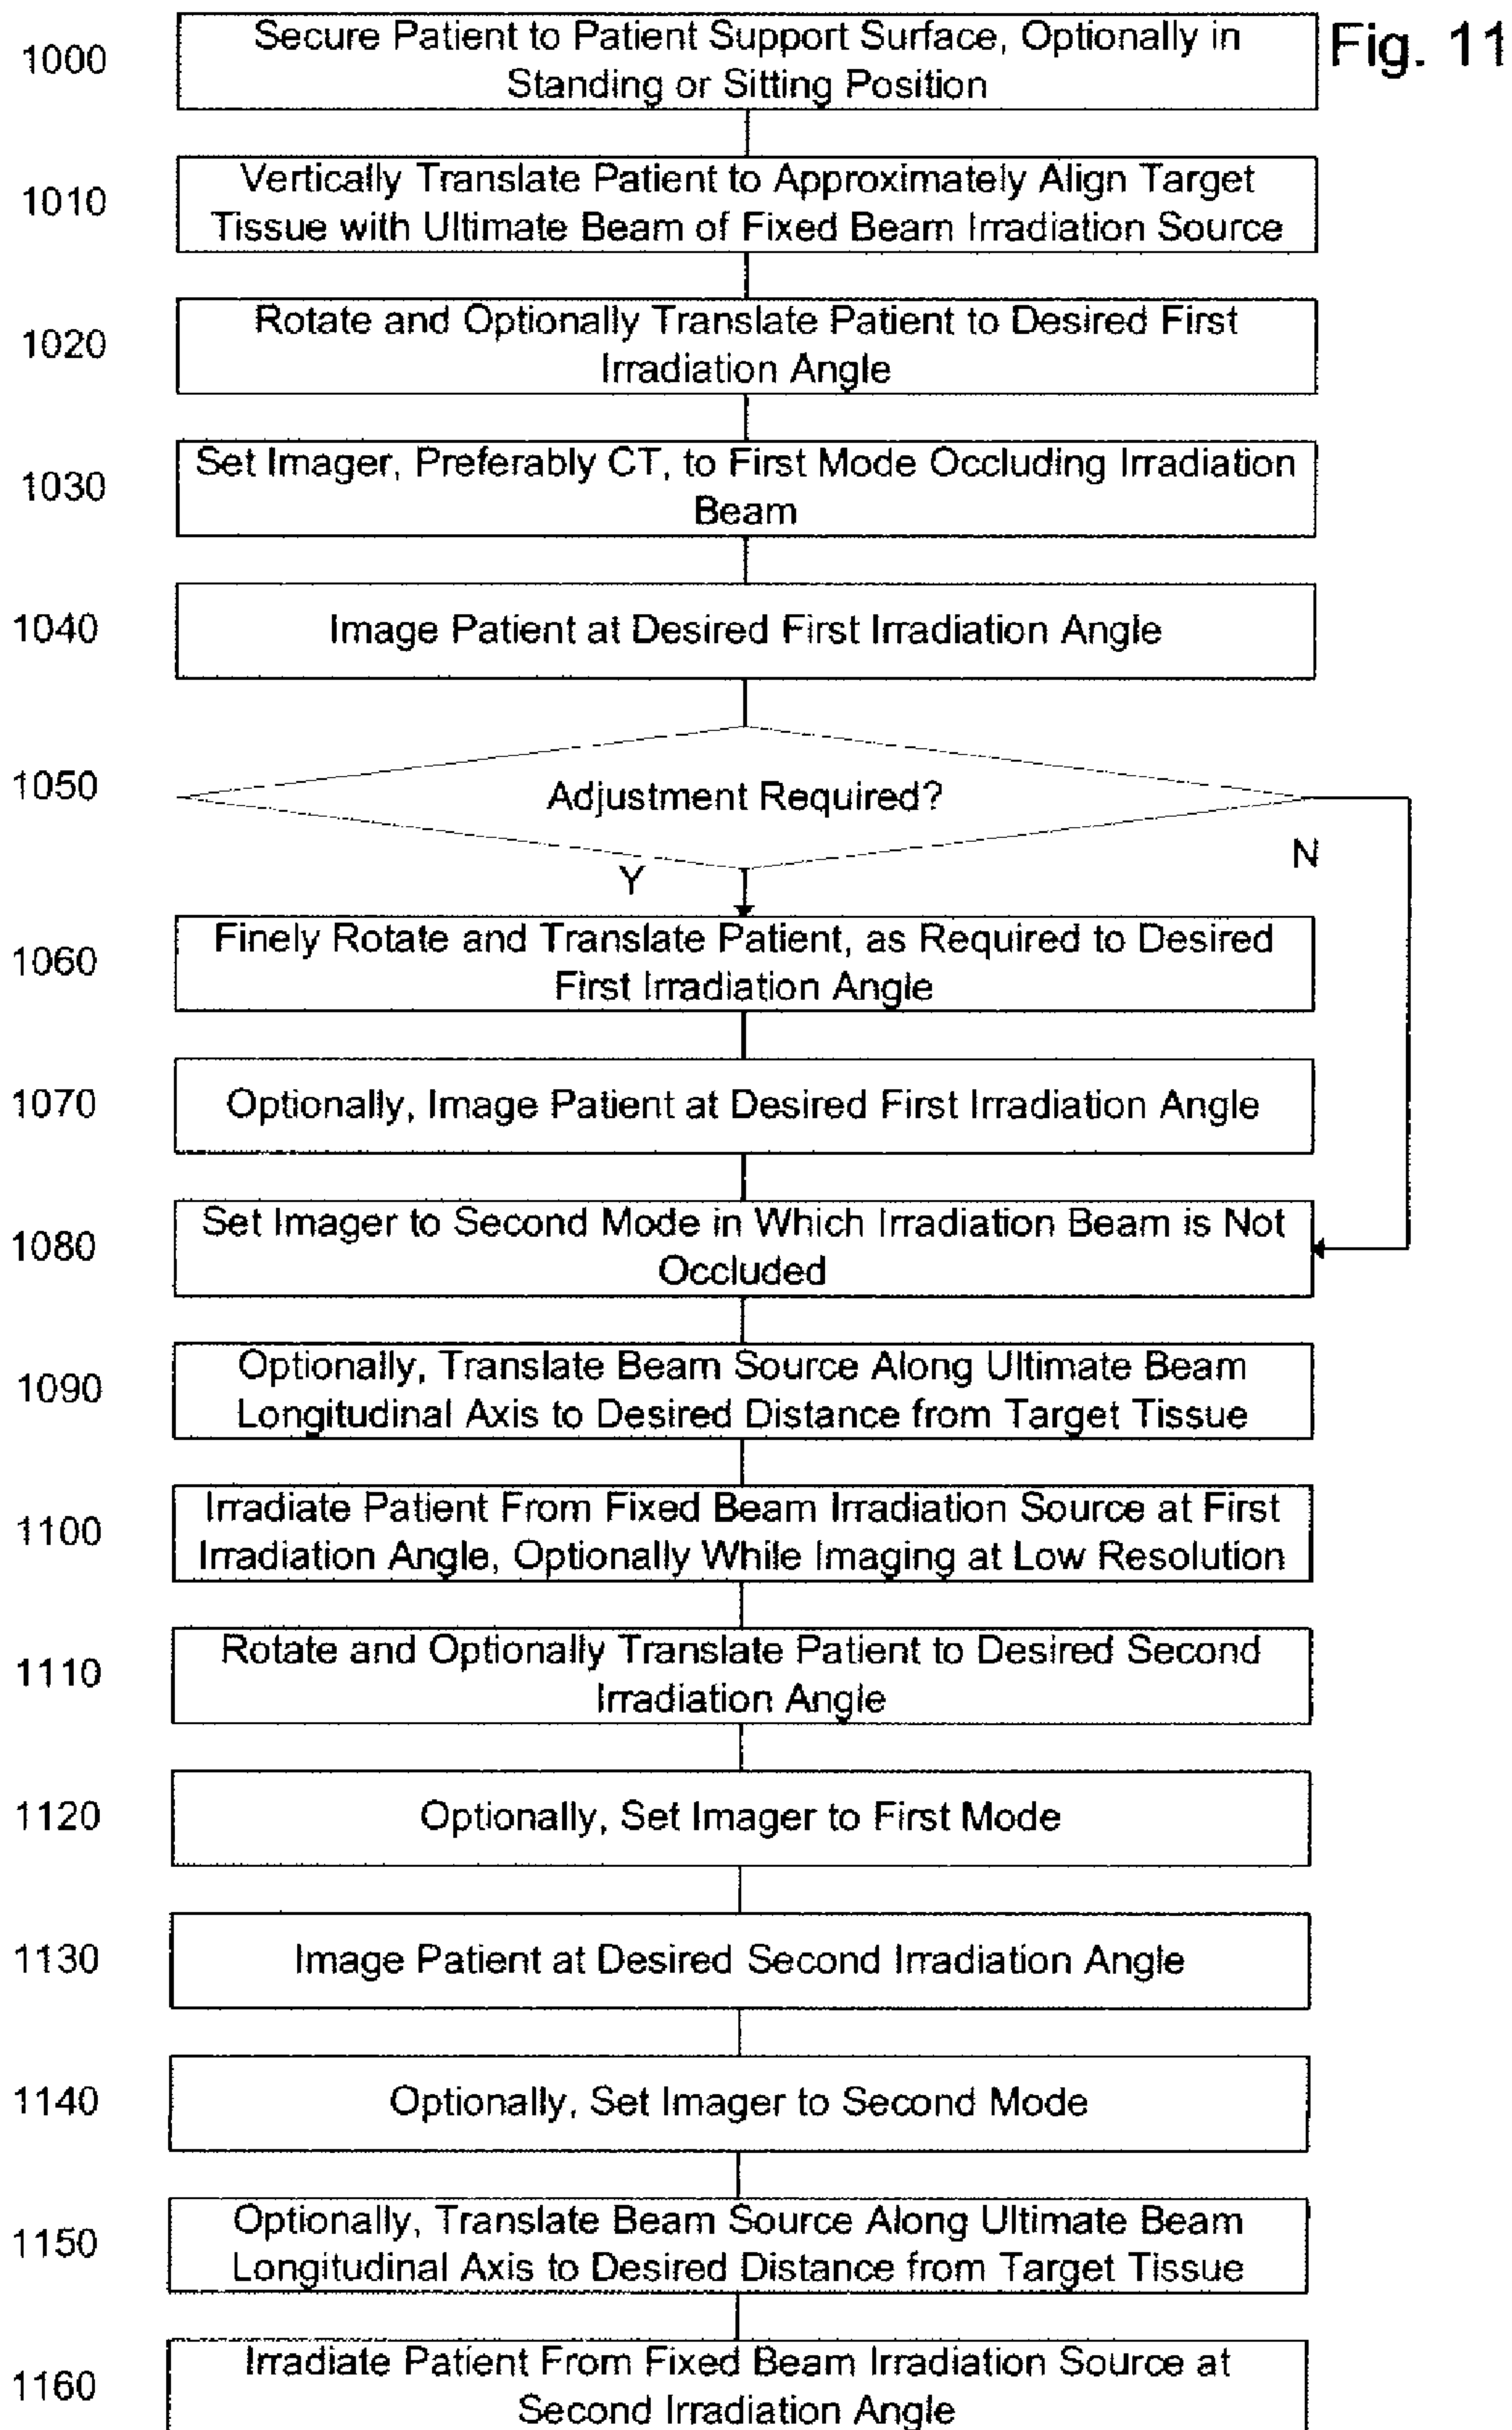 Fig. 11
1000
Secure Patient to Patient Support Surface, Optionally in
Standing or Sitting Position
1010
Vertically Translate Patient to Approximately Align Target
Tissue with Ultimate Beam of Fixed Beam Irradiation Source
1020
Rotate and Optionally Translate Patient to Desired First
Irradiation Angle
1030
Set Imager, Preferably CT, to First Mode Occluding Irradiation
Beam
1040
Image Patient at Desired First Irradiation Angle
1050
Adjustment Required?
N
Y
1060
Finely Rotate and Translate Patient, as Required to Desired
First Irradiation Angle
1070
Optionally, Image Patient at Desired First Irradiation Angle
1080
Set Imager to Second Mode in Which Irradiation Beam is Not
Occluded
1090
Optionally, Translate Beam Source Along Ultimate Beam
Longitudinal Axis to Desired Distance from Target Tissue
1100
Irradiate Patient From Fixed Beam Irradiation Source at First
Irradiation Angle, Optionally While Imaging at Low Resolution
1110
Rotate and Optionally Translate Patient to Desired Second
Irradiation Angle
1120
Optionally, Set Imager to First Mode
1130
Image Patient at Desired Second Irradiation Angle
1140
Optionally, Set Imager to Second Mode
1150
Optionally, Translate Beam Source Along Ultimate Beam
Longitudinal Axis to Desired Distance from Target Tissue
1160
Irradiate Patient From Fixed Beam Irradiation Source at
Second Irradiation Angle